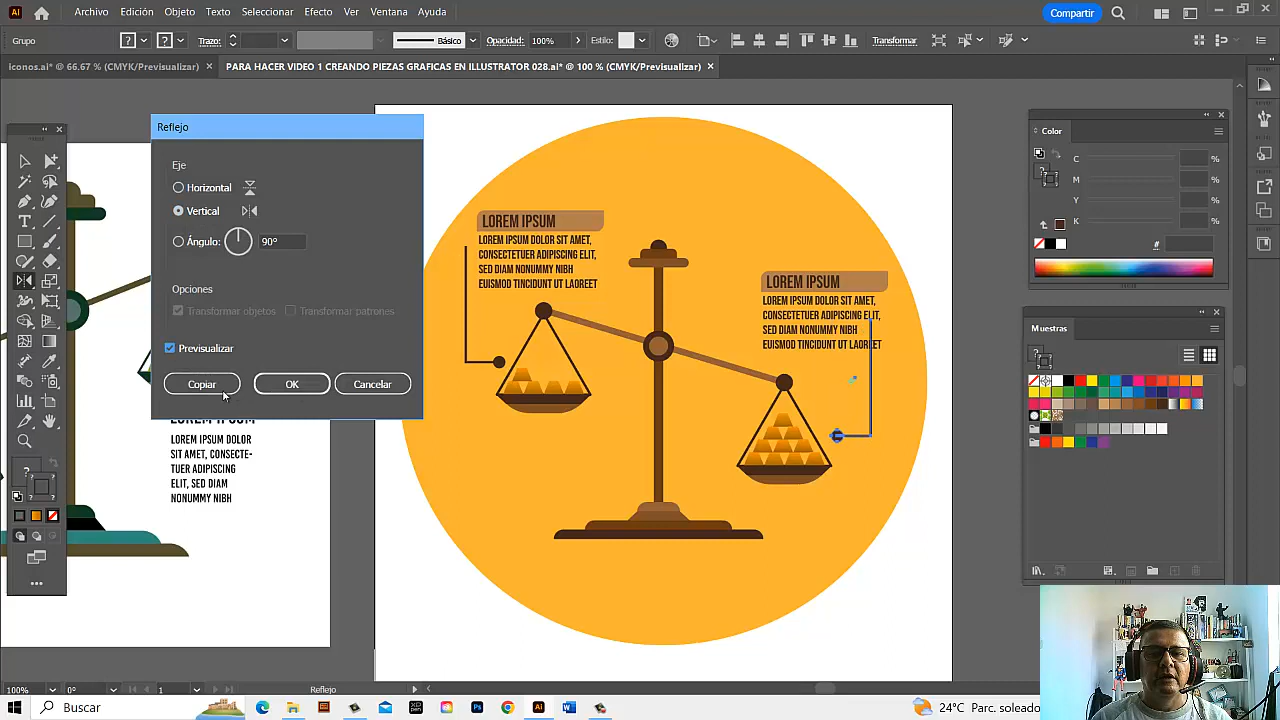 Ai
Archivo
Edición
Objeto
Texto
Seleccionar
Efecto
Ver
Ventana
Ayuda
Compartir
Grupo
Trazo:
Básico
Opacidad:
100%
Estilo:
Transformar
iconos.ai* @ 66.67 % (CMYK/Previsualizar)
PARA HACER VIDEO 1 CREANDO PIEZAS GRAFICAS EN ILLUSTRATOR 028.ai* @ 100 % (CMYK/Previsualizar)
Reflejo
Eje
Horizontal
Vertical
Ángulo:
90°
Opciones
Transformar objetos
Transformar patrones
Previsualizar
Copiar
OK
Cancelar
LOREM IPSUM DOLOR
SIT AMET, CONSECTE-
TUER ADIPISCING
ELIT, SED DIAM
NONUMMY NIBH
LOREM IPSUM
LOREM IPSUM DOLOR SIT AMET,
CONSECTETUER ADIPISCING ELIT,
SED DIAM NONUMMY NIBH
EUISMOD TINCIDUNT UT LAOREET
LOREM IPSUM
LOREM IPSUM DOLOR SIT AMET,
CONSECTETUER ADIPISCING ELIT,
SED DIAM NONUMMY NIBH
EUISMOD TINCIDUNT UT LAOREET
Color
C %
M %
Y %
K %
#
Muestras
100%
0°
1
Reflejo
Buscar
24°C Parc. soleado